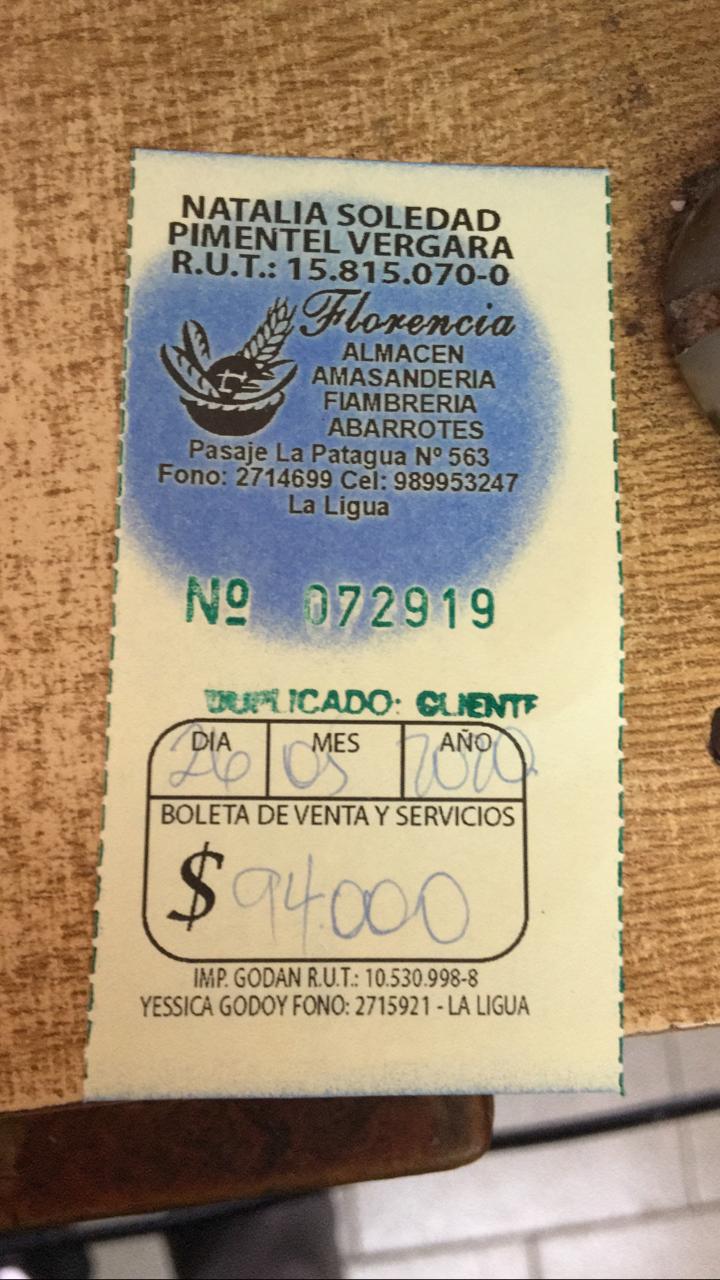 NATALIA SOLEDAD
PIMENTEL VERGARA
R.U.T.: 15.815.070-0
Florencia
ALMACEN
AMASANDERIA
FIAMBRERIA
ABARROTES
Pasaje La Patagua Nº 563
Fono: 2714699 Cel: 989953247
La Ligua
Nº 072919
DUPLICADO: CLIENTE
DIA MES AÑO
26 05 2020
BOLETA DE VENTA Y SERVICIOS
$ 94.000
IMP. GODAN R.U.T.: 10.530.998-8
YESSICA GODOY FONO: 2715921 - LA LIGUA